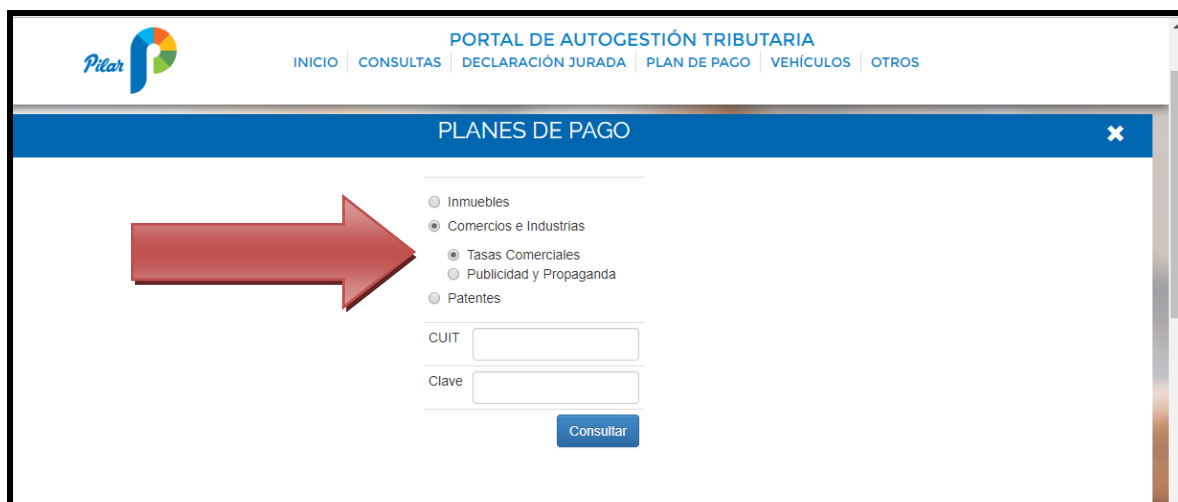 Pilar
PORTAL DE AUTOGESTIÓN TRIBUTARIA
INICIO CONSULTAS DECLARACIÓN JURADA PLAN DE PAGO VEHÍCULOS OTROS
PLANES DE PAGO
Inmuebles
Comercios e Industrias
Tasas Comerciales
Publicidad y Propaganda
Patentes
CUIT
Clave
Consultar